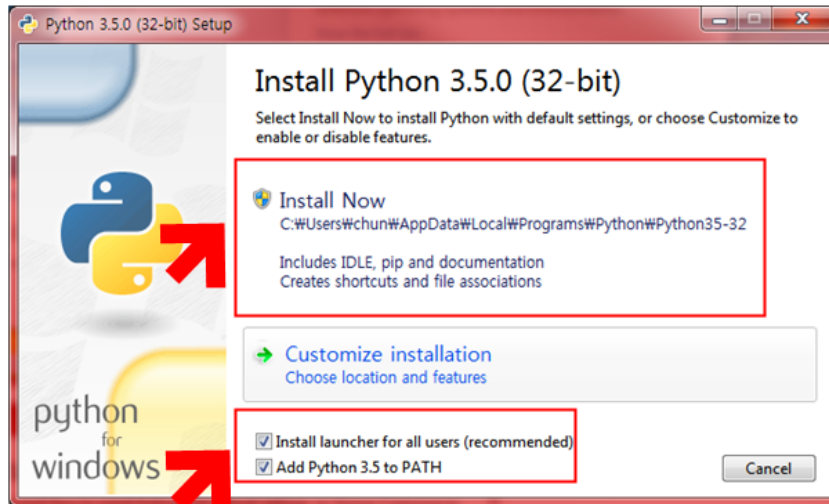 Python 3.5.0 (32-bit) Setup
Install Python 3.5.0 (32-bit)
Select Install Now to install Python with default settings, or choose Customize to
enable or disable features.
Install Now
C:₩Users₩chun₩AppData₩Local₩Programs₩Python₩Python35-32
Includes IDLE, pip and documentation
Creates shortcuts and file associations
Customize installation
Choose location and features
python
for
windows
Install launcher for all users (recommended)
Add Python 3.5 to PATH
Cancel